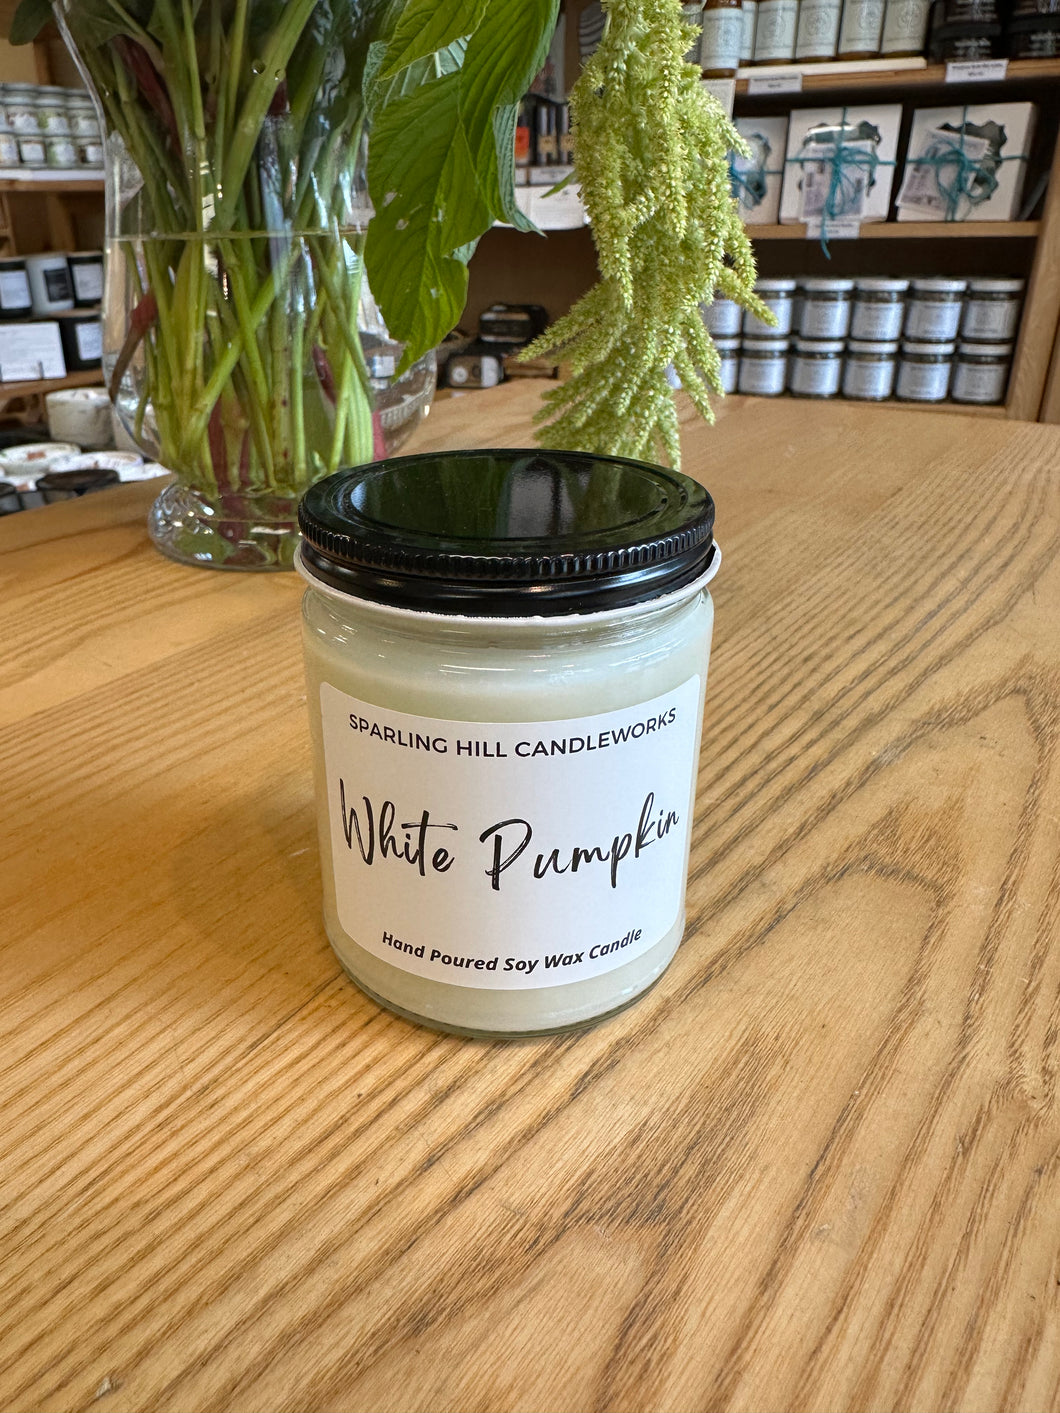 SPARLING HILL CANDLEWORKS
White Pumpkin
Hand Poured Soy Wax Candle